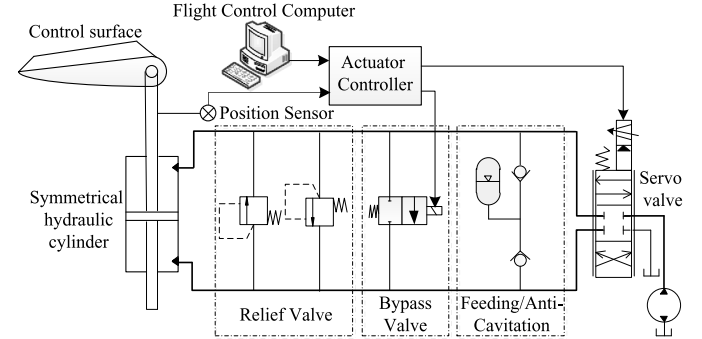 Flight Control Computer
Control surface
Actuator
Controller
Position Sensor
Symmetrical
hydraulic
cylinder
Servo
valve
Relief Valve
Bypass
Valve
Feeding/Anti-
Cavitation